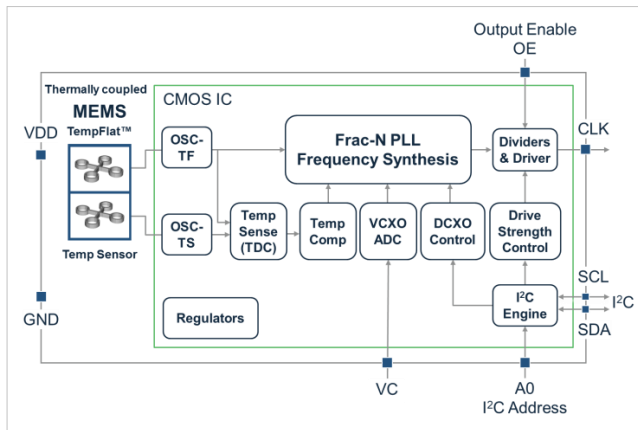 Output Enable
OE
Thermally coupled
MEMS
TempFlat™
CMOS IC
VDD
CLK
OSC-
TF
Frac-N PLL
Frequency Synthesis
Dividers
& Driver
OSC-
TS
Temp
Sense
(TDC)
Temp
Comp
VCXO
ADC
DCXO
Control
Drive
Strength
Control
Temp Sensor
SCL
I²C
SDA
I²C
Engine
GND
Regulators
VC
A0
I²C Address